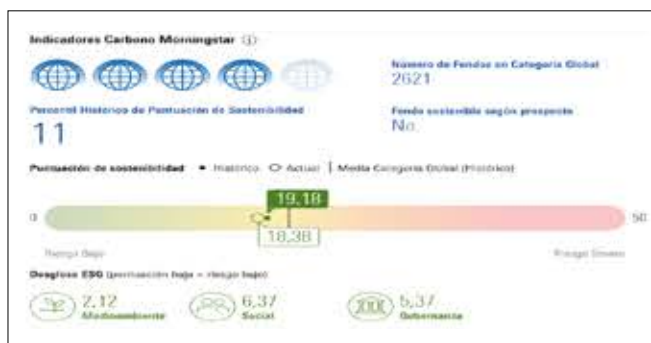 Indicadores Carbono Morningstar
Número de Fondos en Categoría Global
2621
Percentil Histórico de Puntuación de Sostenibilidad
11
Fondo sostenible según prospecto
No
Puntuación de sostenibilidad • Histórico O Actual | Media Categoría Global (Histórico)
19,18
0
50
18,38
Riesgo Bajo
Riesgo Severo
Desglose ESG (puntuación baja = riesgo bajo)
2,12
Medioambiente
6,37
Social
5,37
Gobernanza